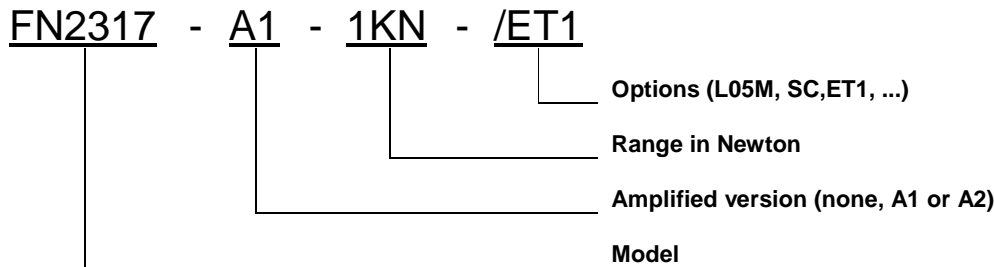 FN2317 - A1 - 1KN - /ET1
Options (L05M, SC,ET1, ...)
Range in Newton
Amplified version (none, A1 or A2)
Model